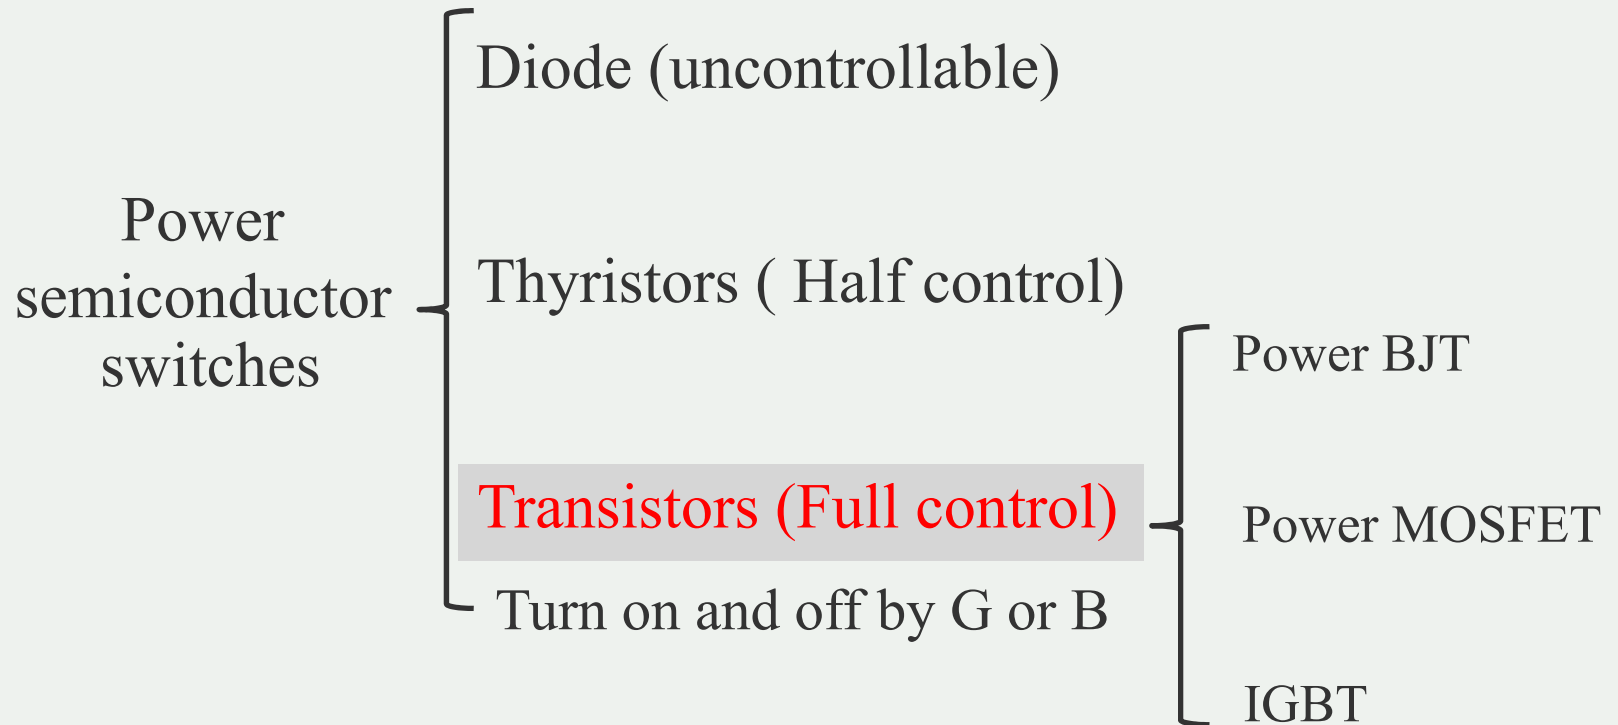 Power
semiconductor
switches
Diode (uncontrollable)
Thyristors ( Half control)
Transistors (Full control)
Turn on and off by G or B
Power BJT
Power MOSFET
IGBT